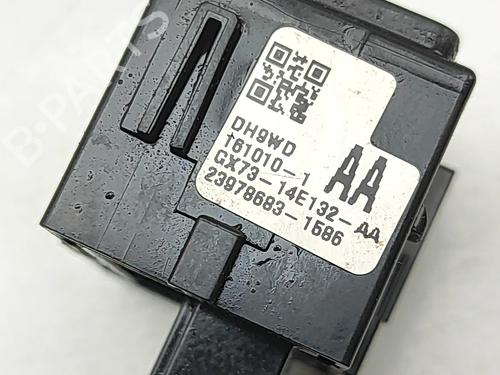 DH9WD
161010-1
GX73-14E132-AA
23978683-1586
AA
B-PARTS